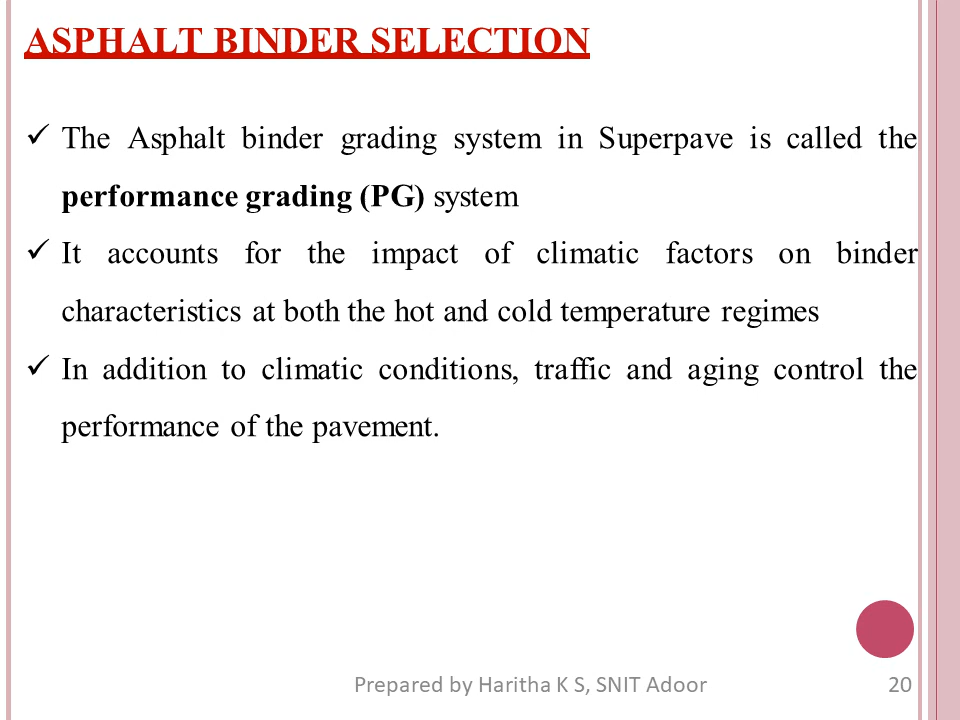 ASPHALT BINDER SELECTION
✓ The Asphalt binder grading system in Superpave is called the
performance grading (PG) system
✓ It accounts for the impact of climatic factors on binder
characteristics at both the hot and cold temperature regimes
✓ In addition to climatic conditions, traffic and aging control the
performance of the pavement.
Prepared by Haritha K S, SNIT Adoor 20